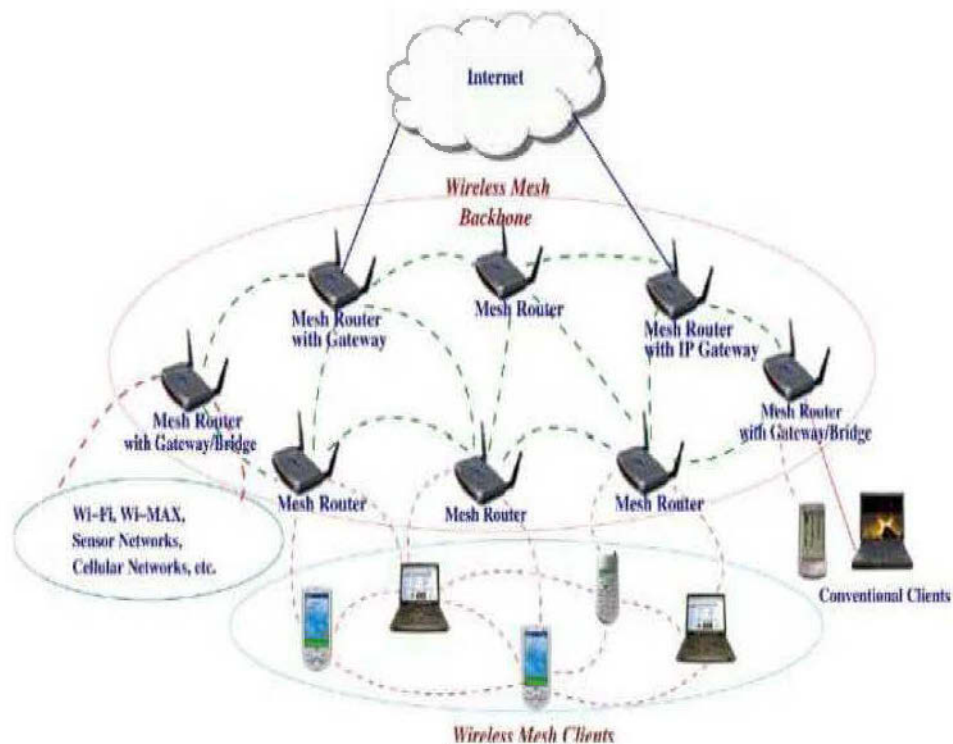 Internet
Wireless Mesh
Backbone
Mesh Router
with Gateway
Mesh Router
Mesh Router
with IP Gateway
Mesh Router
with Gateway/Bridge
Mesh Router
with Gateway/Bridge
Mesh Router
Mesh Router
Mesh Router
Wi-Fi, Wi-MAX,
Sensor Networks,
Cellular Networks, etc.
Conventional Clients
Wireless Mesh Clients